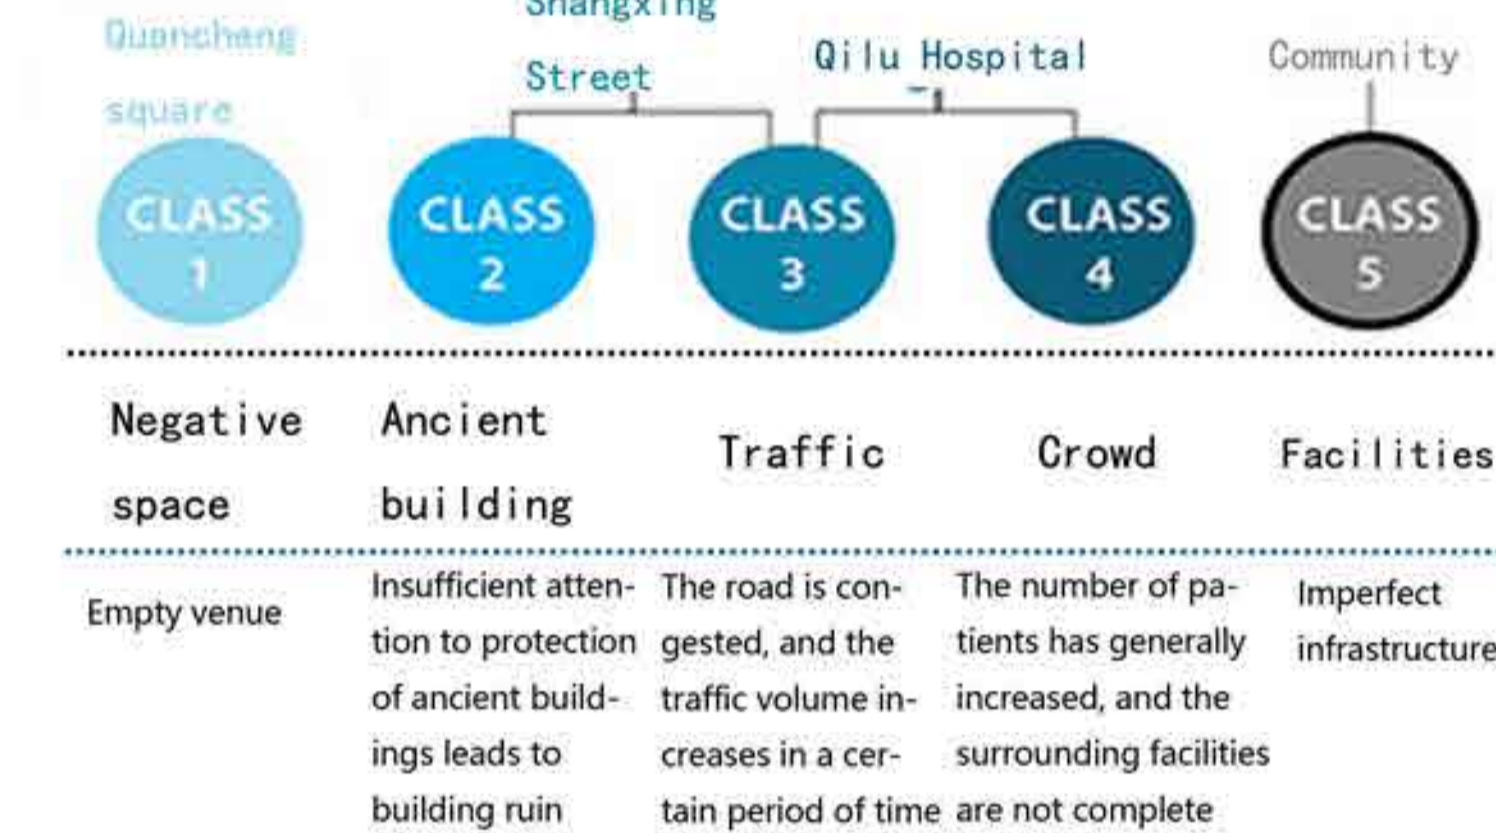 Quancheng
square
Shangxing
Street
Qilu Hospital
Community
CLASS
1
CLASS
2
CLASS
3
CLASS
4
CLASS
5
Negative
space
Ancient
building
Traffic
Crowd
Facilities
Empty venue
Insufficient atten-
tion to protection
of ancient build-
ings leads to
building ruin
The road is con-
gested, and the
traffic volume in-
creases in a cer-
tain period of time
The number of pa-
tients has generally
increased, and the
surrounding facilities
are not complete
Imperfect
infrastructure